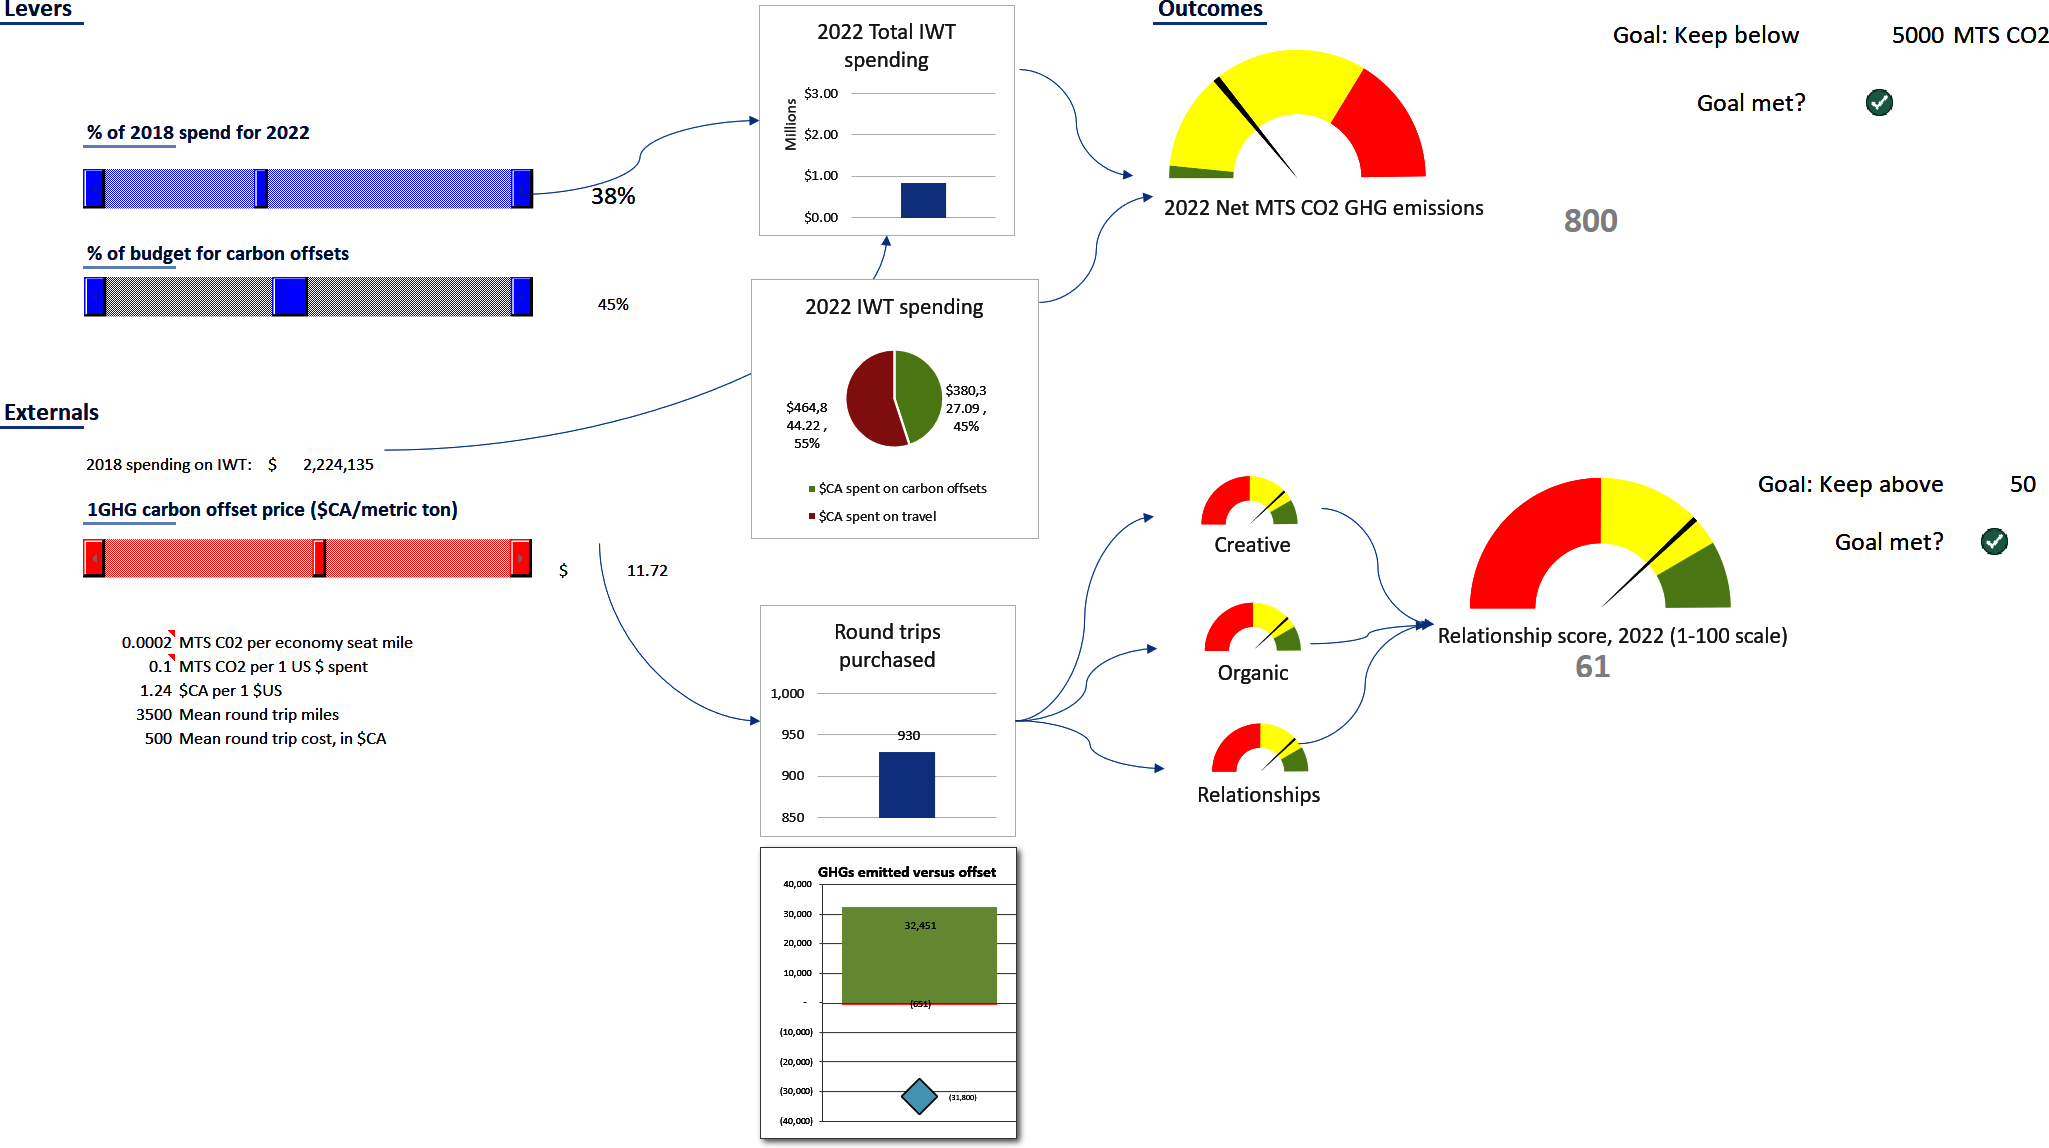 Levers
% of 2018 spend for 2022
38%
% of budget for carbon offsets
45%
Externals
2018 spending on IWT: $ 2,224,135
1GHG carbon offset price ($CA/metric ton)
$ 11.72
0.0002 MTS C02 per economy seat mile
0.1 MTS CO2 per 1 US $ spent
1.24 $CA per 1 $US
3500 Mean round trip miles
500 Mean round trip cost, in $CA
2022 Total IWT
spending
Millions
$3.00
$2.00
$1.00
$0.00
2022 IWT spending
$380,3
27.09 ,
45%
$464,8
44.22 ,
55%
$CA spent on carbon offsets
$CA spent on travel
Round trips
purchased
1,000
950
930
900
850
GHGs emitted versus offset
40,000
30,000
32,451
20,000
10,000
-
(651)
(10,000)
(20,000)
(30,000)
(31,800)
(40,000)
Outcomes
Goal: Keep below 5000 MTS CO2
Goal met?
2022 Net MTS CO2 GHG emissions
800
Creative
Organic
Relationships
Goal: Keep above 50
Goal met?
Relationship score, 2022 (1-100 scale)
61